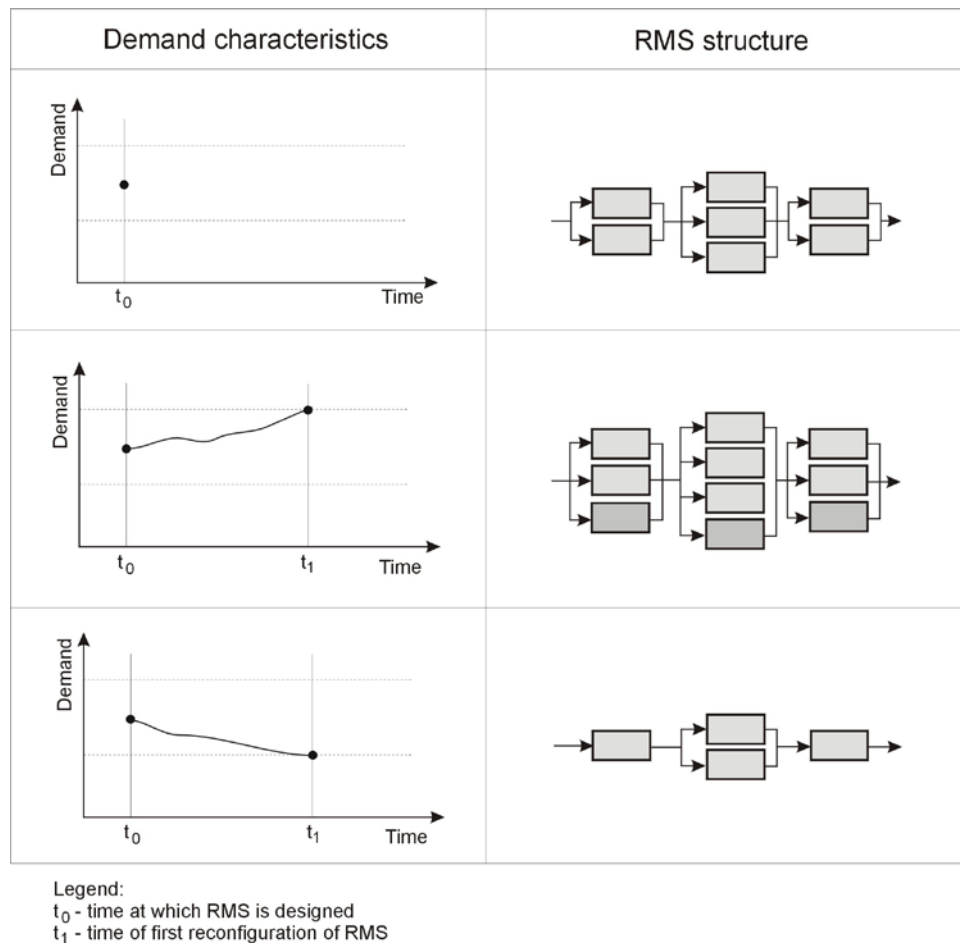 Demand characteristics
RMS structure
Demand
t0
Time
Demand
t0
t1
Time
Demand
t0
t1
Time
Legend:
t0 - time at which RMS is designed
t1 - time of first reconfiguration of RMS